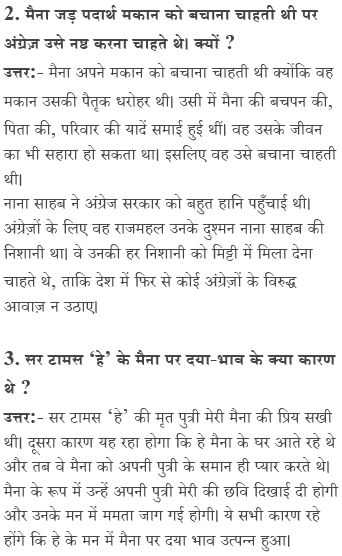 2. मैना जड़ पदार्थ मकान को बचाना चाहती थी पर
अंग्रेज़ उसे नष्ट करना चाहते थे। क्यों ?
उत्तर:- मैना अपने मकान को बचाना चाहती थी क्योंकि वह
मकान उसकी पैतृक धरोहर थी। उसी में मैना की बचपन की,
पिता की, परिवार की यादें समाई हुई थीं। वह उसके जीवन
का भी सहारा हो सकता था। इसलिए वह उसे बचाना चाहती
थी।
नाना साहब ने अंग्रेज सरकार को बहुत हानि पहुँचाई थी।
अंग्रेज़ों के लिए वह राजमहल उनके दुश्मन नाना साहब की
निशानी था। वे उनकी हर निशानी को मिट्टी में मिला देना
चाहते थे, ताकि देश में फिर से कोई अंग्रेज़ों के विरुद्ध
आवाज़ न उठाए।
3. सर टामस ‘हे’ के मैना पर दया-भाव के क्या कारण
थे ?
उत्तर:- सर टामस ‘हे’ की मृत पुत्री मेरी मैना की प्रिय सखी
थी। दूसरा कारण यह रहा होगा कि हे मैना के घर आते रहे थे
और तब वे मैना को अपनी पुत्री के समान ही प्यार करते थे।
मैना के रूप में उन्हें अपनी पुत्री मेरी की छवि दिखाई दी होगी
और उनके मन में ममता जाग गई होगी। ये सभी कारण रहे
होंगे कि हे के मन में मैना पर दया भाव उत्पन्न हुआ।